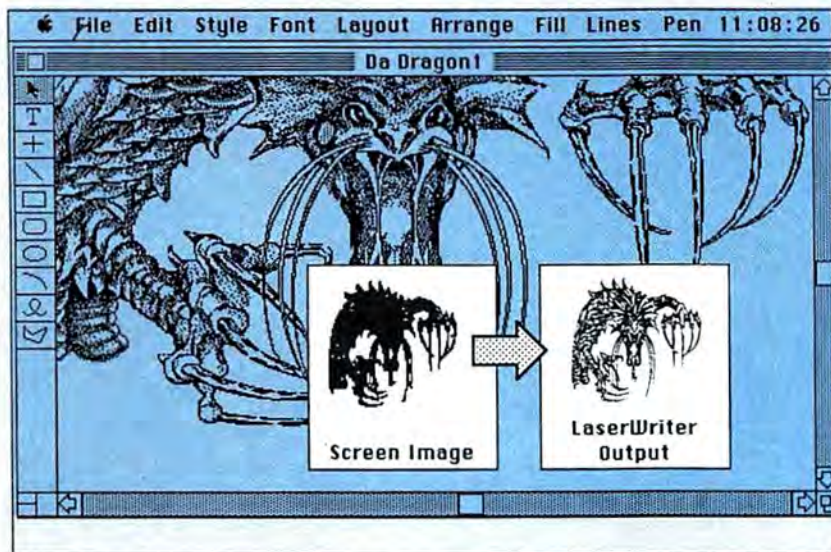 File Edit Style Font Layout Arrange Fill Lines Pen 11:08:26
Da Dragon1
T
Screen Image
LaserWriter
Output